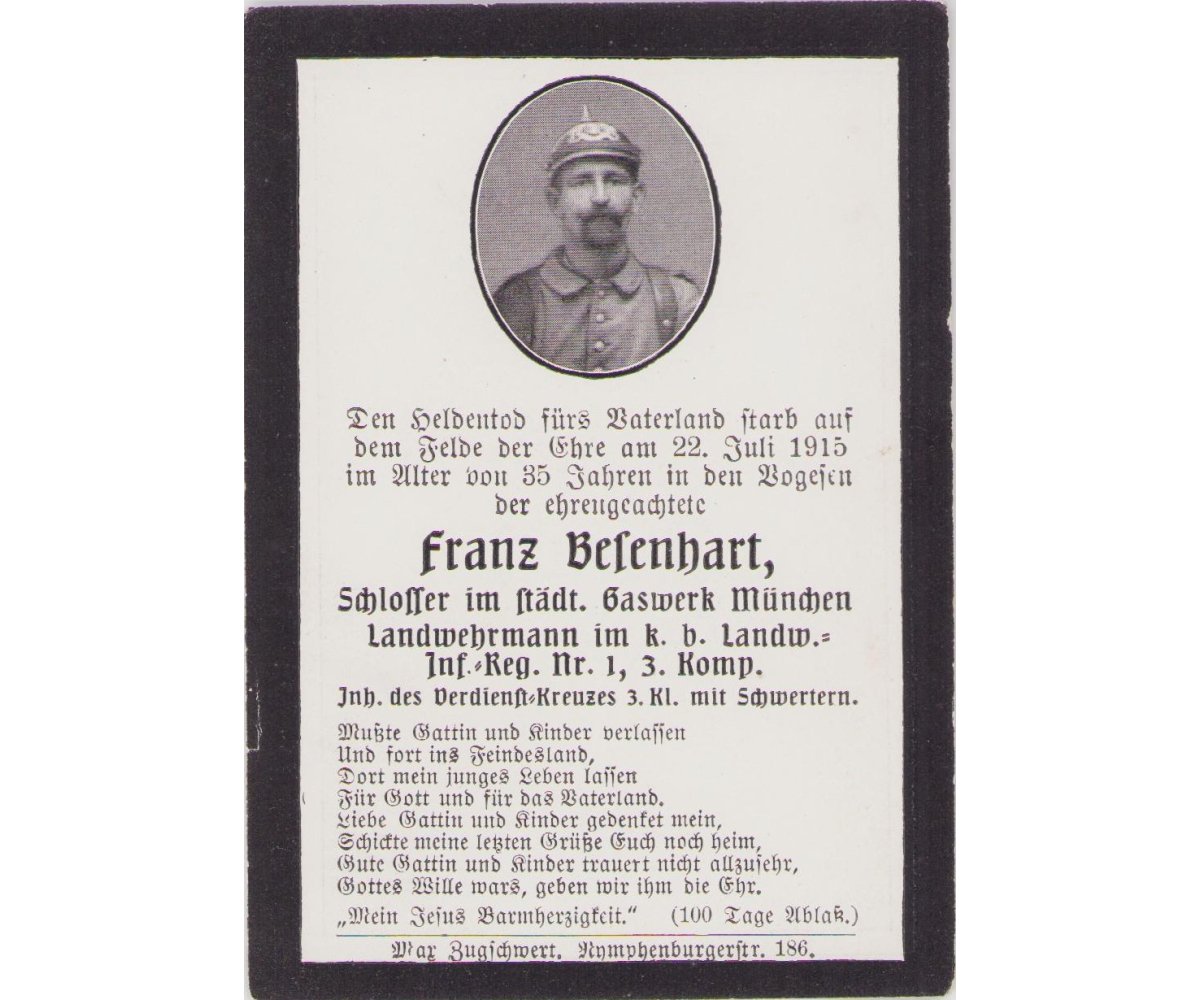 Den Heldentod fürs Vaterland starb auf
dem Felde der Ehre am 22. Juli 1915
im Alter von 35 Jahren in den Vogesen
der ehrengeachtete
Franz Besenhart,
Schlosser im städt. Gaswerk München
Landwehrmann im k. b. Landw.=
Inf.=Reg. Nr. 1, 3. Komp.
Inh. des Verdienst=Kreuzes 3. Kl. mit Schwertern.
Mußte Gattin und Kinder verlassen
Und fort ins Feindesland,
Dort mein junges Leben lassen
Für Gott und für das Vaterland.
Liebe Gattin und Kinder gedenket mein,
Schickte meine letzten Grüße Euch noch heim,
Gute Gattin und Kinder trauert nicht allzusehr,
Gottes Wille wars, geben wir ihm die Ehr.
„Mein Jesus Barmherzigkeit.“ (100 Tage Ablaß.)
Max Zugschwert. Nymphenburgerstr. 186.